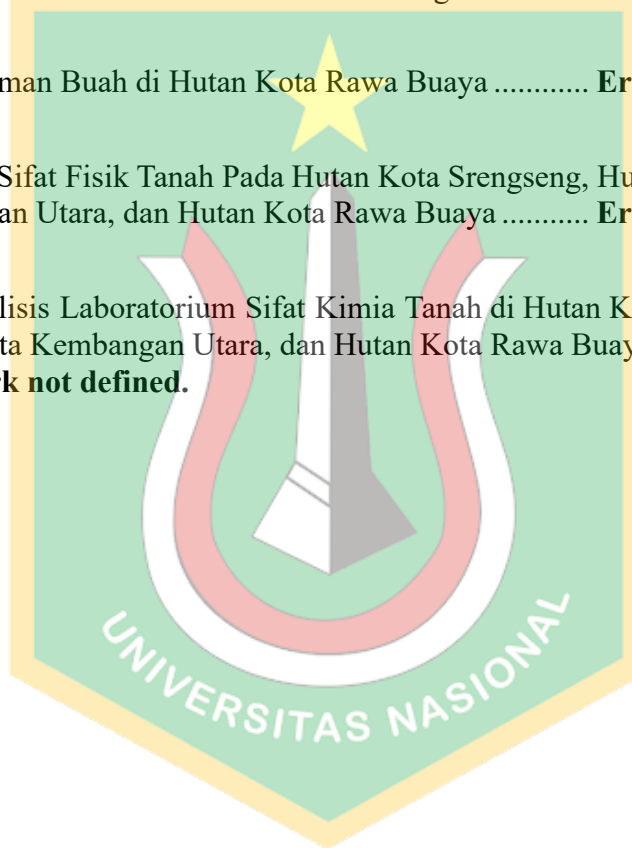 man Buah di Hutan Kota Rawa Buaya ............ Er
Sifat Fisik Tanah Pada Hutan Kota Srengseng, Hu
an Utara, dan Hutan Kota Rawa Buaya ........... Er
lisis Laboratorium Sifat Kimia Tanah di Hutan K
ta Kembangan Utara, dan Hutan Kota Rawa Buay
rk not defined.
UNIVERSITAS NASIONAL